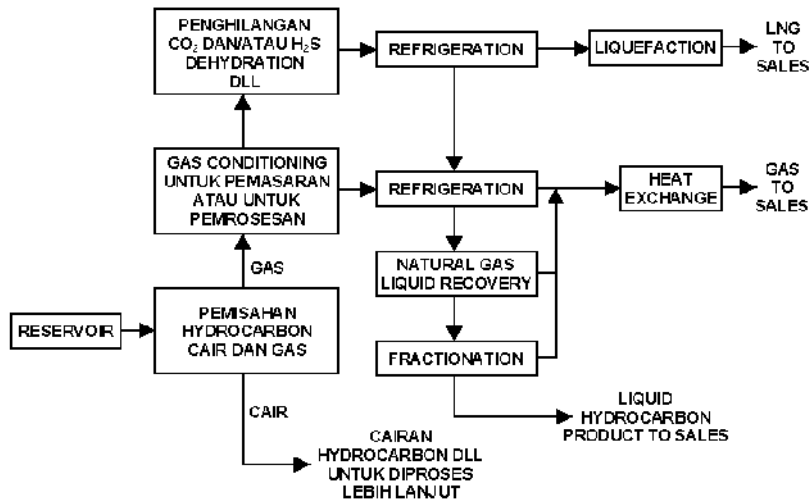 PENGHILANGAN
CO₂ DAN/ATAU H₂S
DEHYDRATION
DLL
REFRIGERATION
LIQUEFACTION
LNG
TO
SALES
GAS CONDITIONING
UNTUK PEMASARAN
ATAU UNTUK
PEMROSESAN
REFRIGERATION
HEAT
EXCHANGE
GAS
TO
SALES
GAS
NATURAL GAS
LIQUID RECOVERY
RESERVOIR
PEMISAHAN
HYDROCARBON
CAIR DAN GAS
FRACTIONATION
CAIR
LIQUID
HYDROCARBON
PRODUCT TO SALES
CAIRAN
HYDROCARBON DLL
UNTUK DIPROSES
LEBIH LANJUT